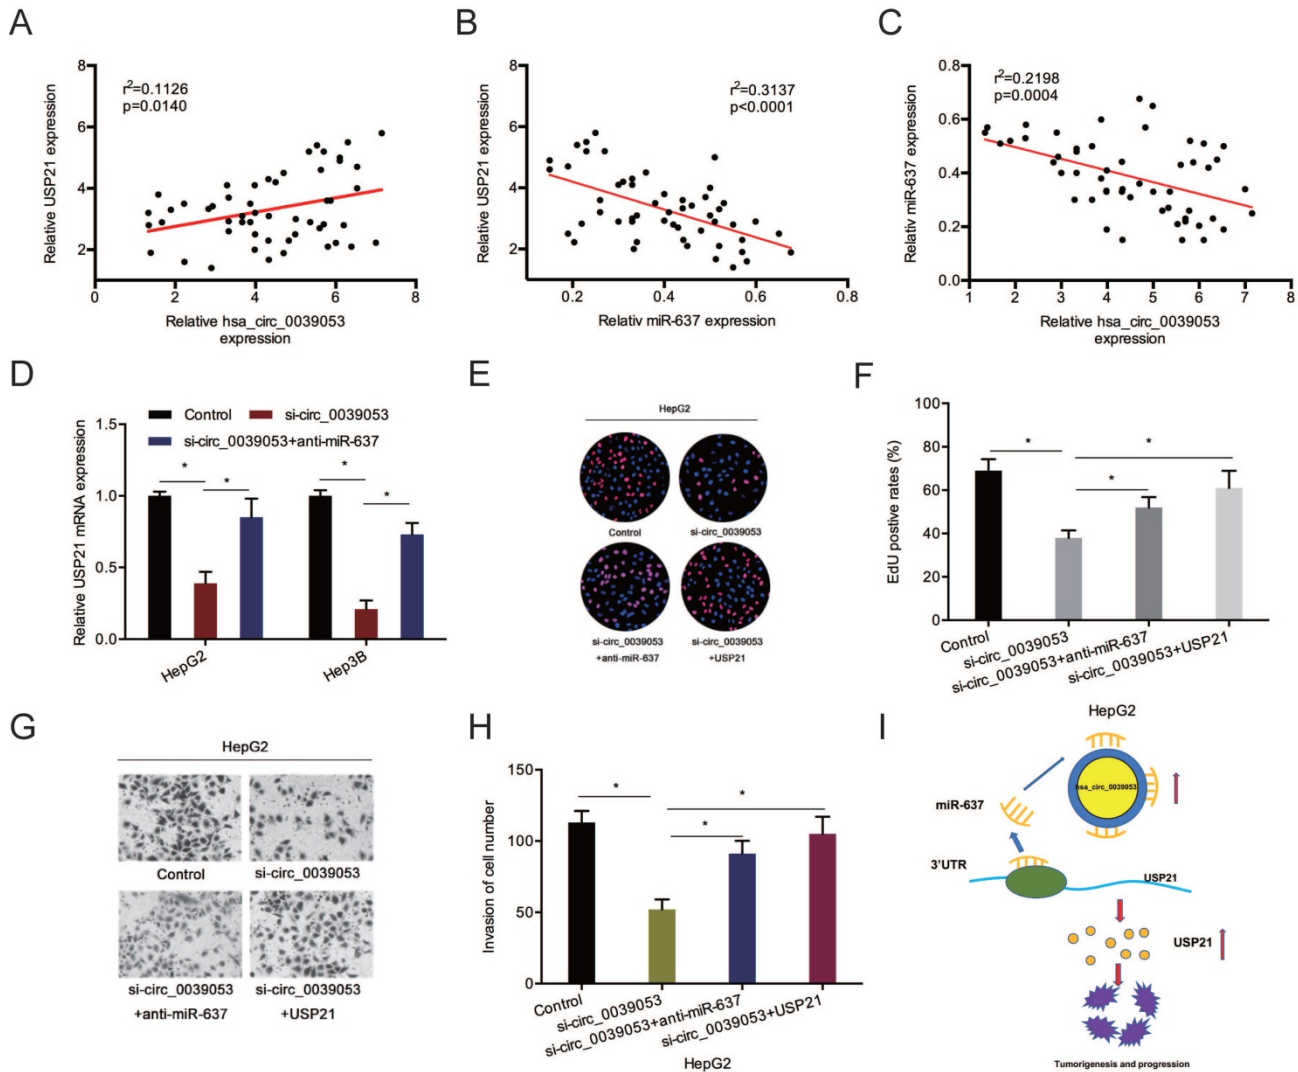 A
8
6
4
2
0
2
4
6
8
r²=0.1126
p=0.0140
Relative USP21 expression
Relative hsa_circ_0039053
expression
B
8
6
4
2
0.2
0.4
0.6
0.8
r²=0.3137
p<0.0001
Relative USP21 expression
Relativ miR-637 expression
C
0.8
0.6
0.4
0.2
0.0
1
2
3
4
5
6
7
8
r²=0.2198
p=0.0004
Relative miR-637 expression
Relative hsa_circ_0039053
expression
D
Control
si-circ_0039053
si-circ_0039053+anti-miR-637
1.5
1.0
0.5
0.0
Relative USP21 mRNA expression
*
*
*
*
HepG2
Hep3B
E
HepG2
Control
si-circ_0039053
si-circ_0039053
+anti-miR-637
si-circ_0039053
+USP21
F
100
80
60
40
20
0
EdU postive rates (%)
*
*
*
Control
si-circ_0039053
si-circ_0039053+anti-miR-637
si-circ_0039053+USP21
HepG2
G
HepG2
Control
si-circ_0039053
si-circ_0039053
+anti-miR-637
si-circ_0039053
+USP21
H
150
100
50
0
Invasion of cell number
*
*
*
Control
si-circ_0039053
si-circ_0039053+anti-miR-637
si-circ_0039053+USP21
HepG2
I
hsa_circ_0039053
miR-637
3'UTR
USP21
USP21
Tumorigenesis and progression